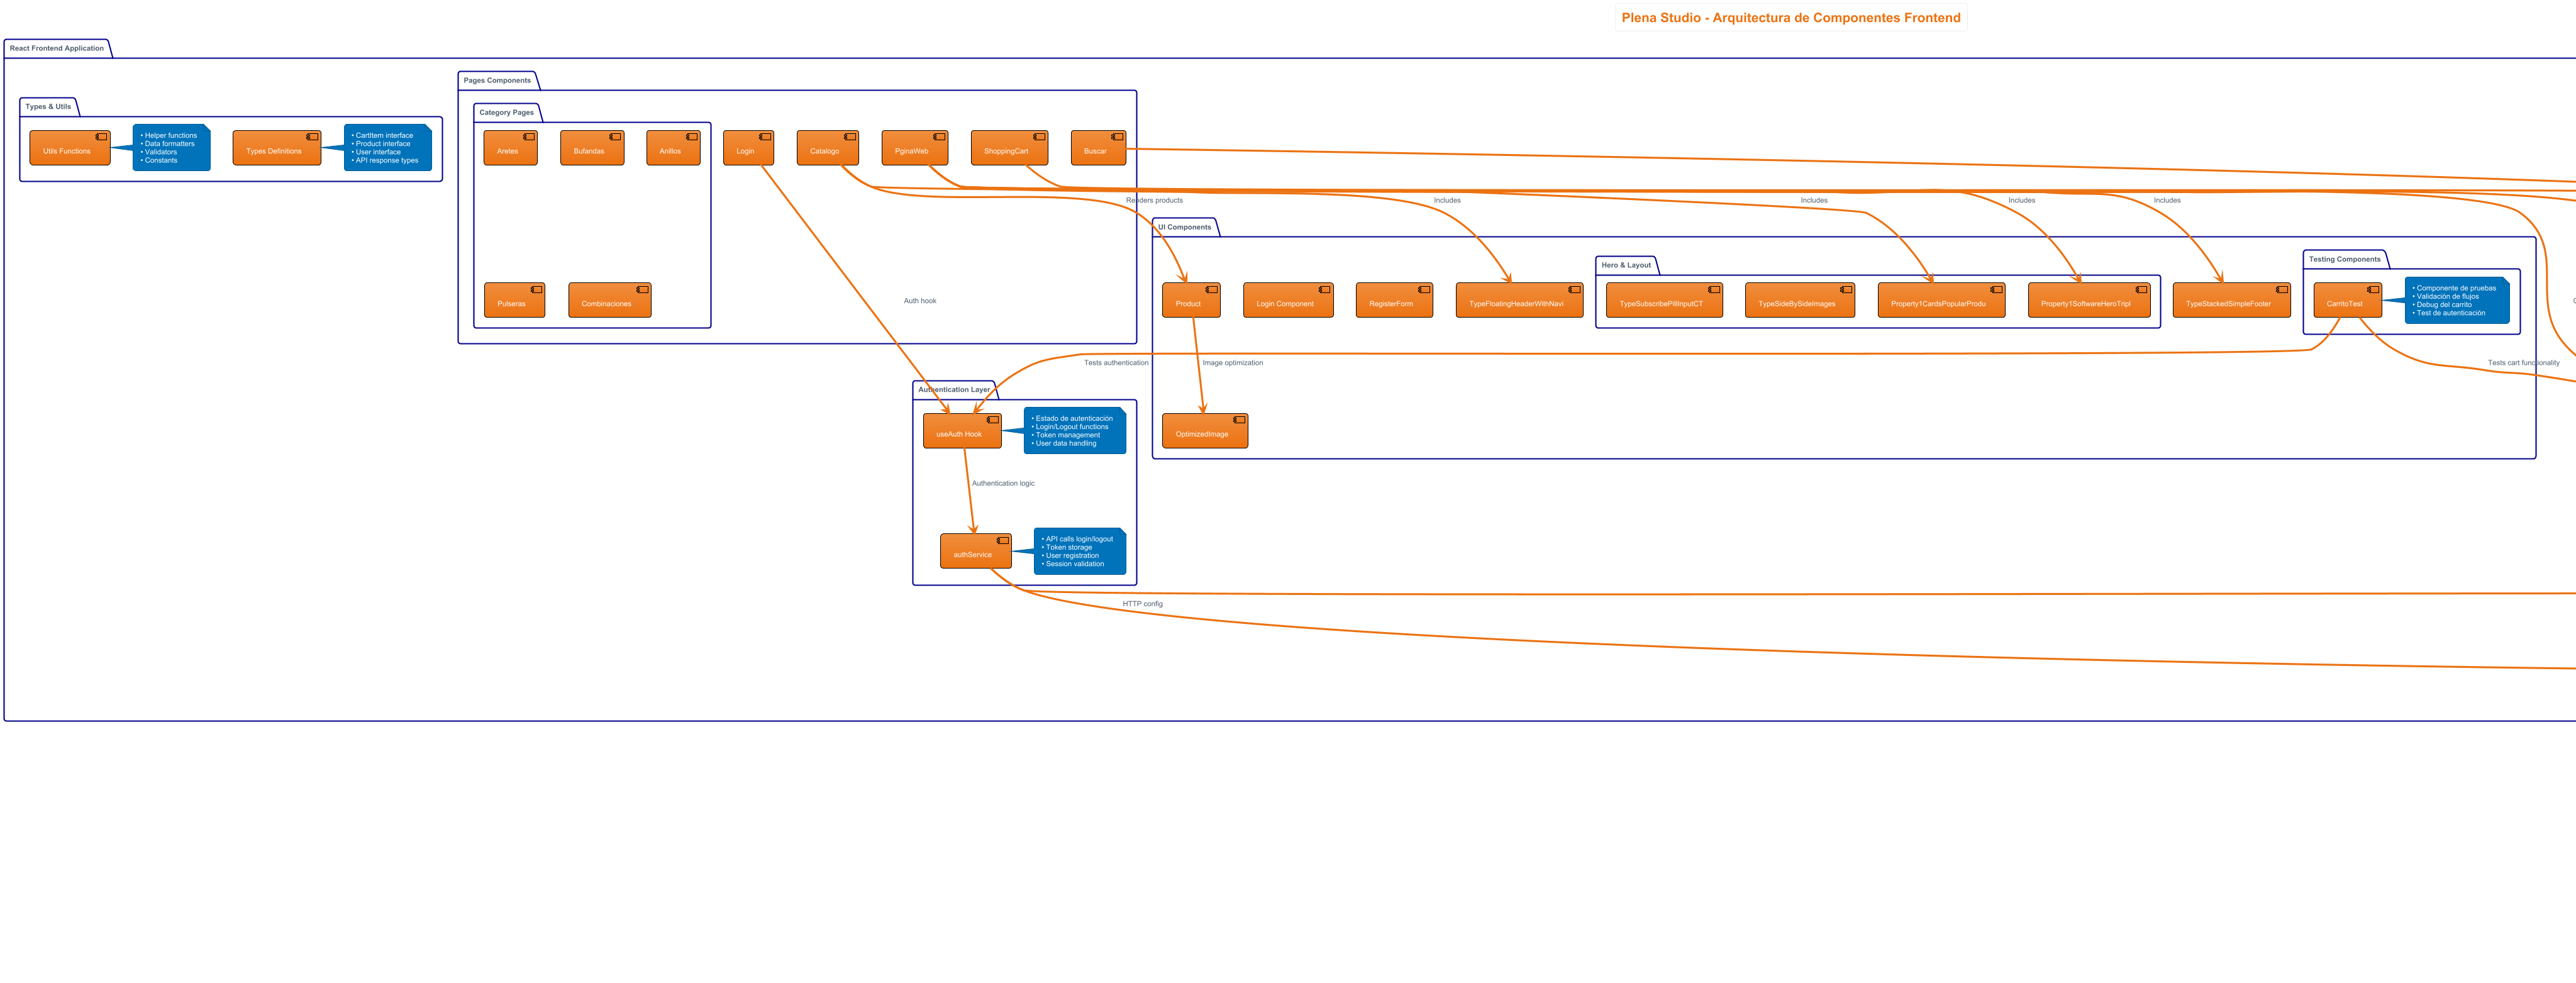 Plena Studio - Arquitectura de Componentes Frontend
React Frontend Application
Types & Utils
Utils Functions
• Helper functions
• Data formatters
• Validators
• Constants
Types Definitions
• CartItem interface
• Product interface
• User interface
• API response types
Pages Components
Category Pages
Aretes
Bufandas
Anillos
Pulseras
Combinaciones
Login
Catalogo
PginaWeb
ShoppingCart
Buscar
Renders products
Includes
Includes
Includes
Includes
Auth hook
UI Components
Product
Login Component
RegisterForm
TypeFloatingHeaderWithNavi
Hero & Layout
TypeSubscribePillInputCT
TypeSideBySideImages
Property1CardsPopularProdu
Property1SoftwareHeroTripl
TypeStackedSimpleFooter
Testing Components
CarritoTest
• Componente de pruebas
• Validación de flujos
• Debug del carrito
• Test de autenticación
Tests authentication
Image optimization
Tests cart functionality
OptimizedImage
Authentication Layer
useAuth Hook
• Estado de autenticación
• Login/Logout functions
• Token management
• User data handling
Authentication logic
authService
• API calls login/logout
• Token storage
• User registration
• Session validation
HTTP config